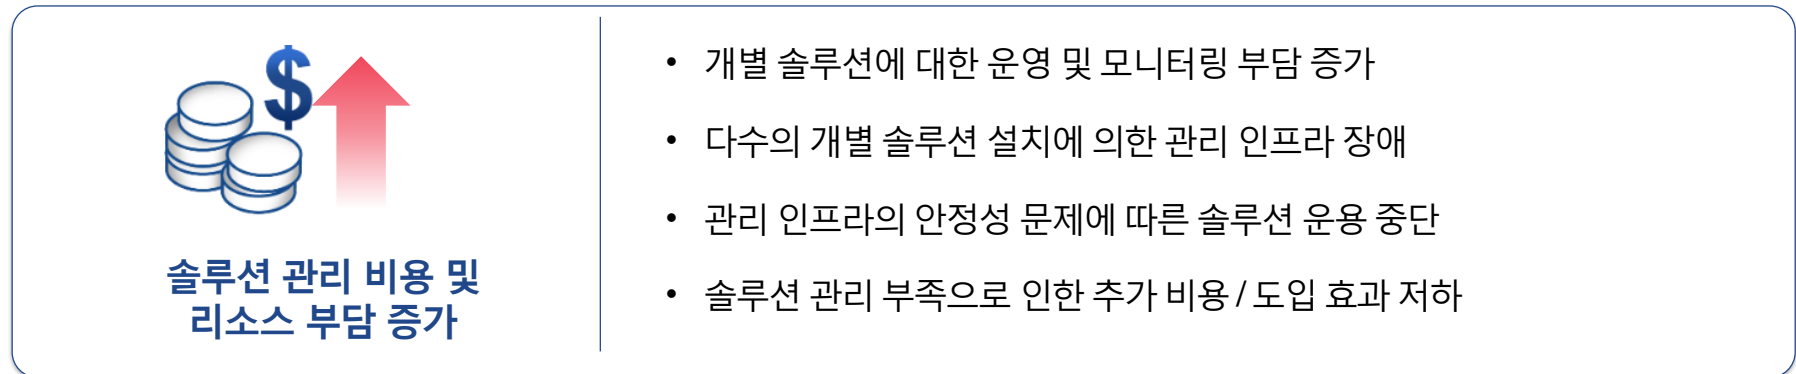 $
솔루션 관리 비용 및
리소스 부담 증가
• 개별 솔루션에 대한 운영 및 모니터링 부담 증가
• 다수의 개별 솔루션 설치에 의한 관리 인프라 장애
• 관리 인프라의 안정성 문제에 따른 솔루션 운용 중단
• 솔루션 관리 부족으로 인한 추가 비용 / 도입 효과 저하